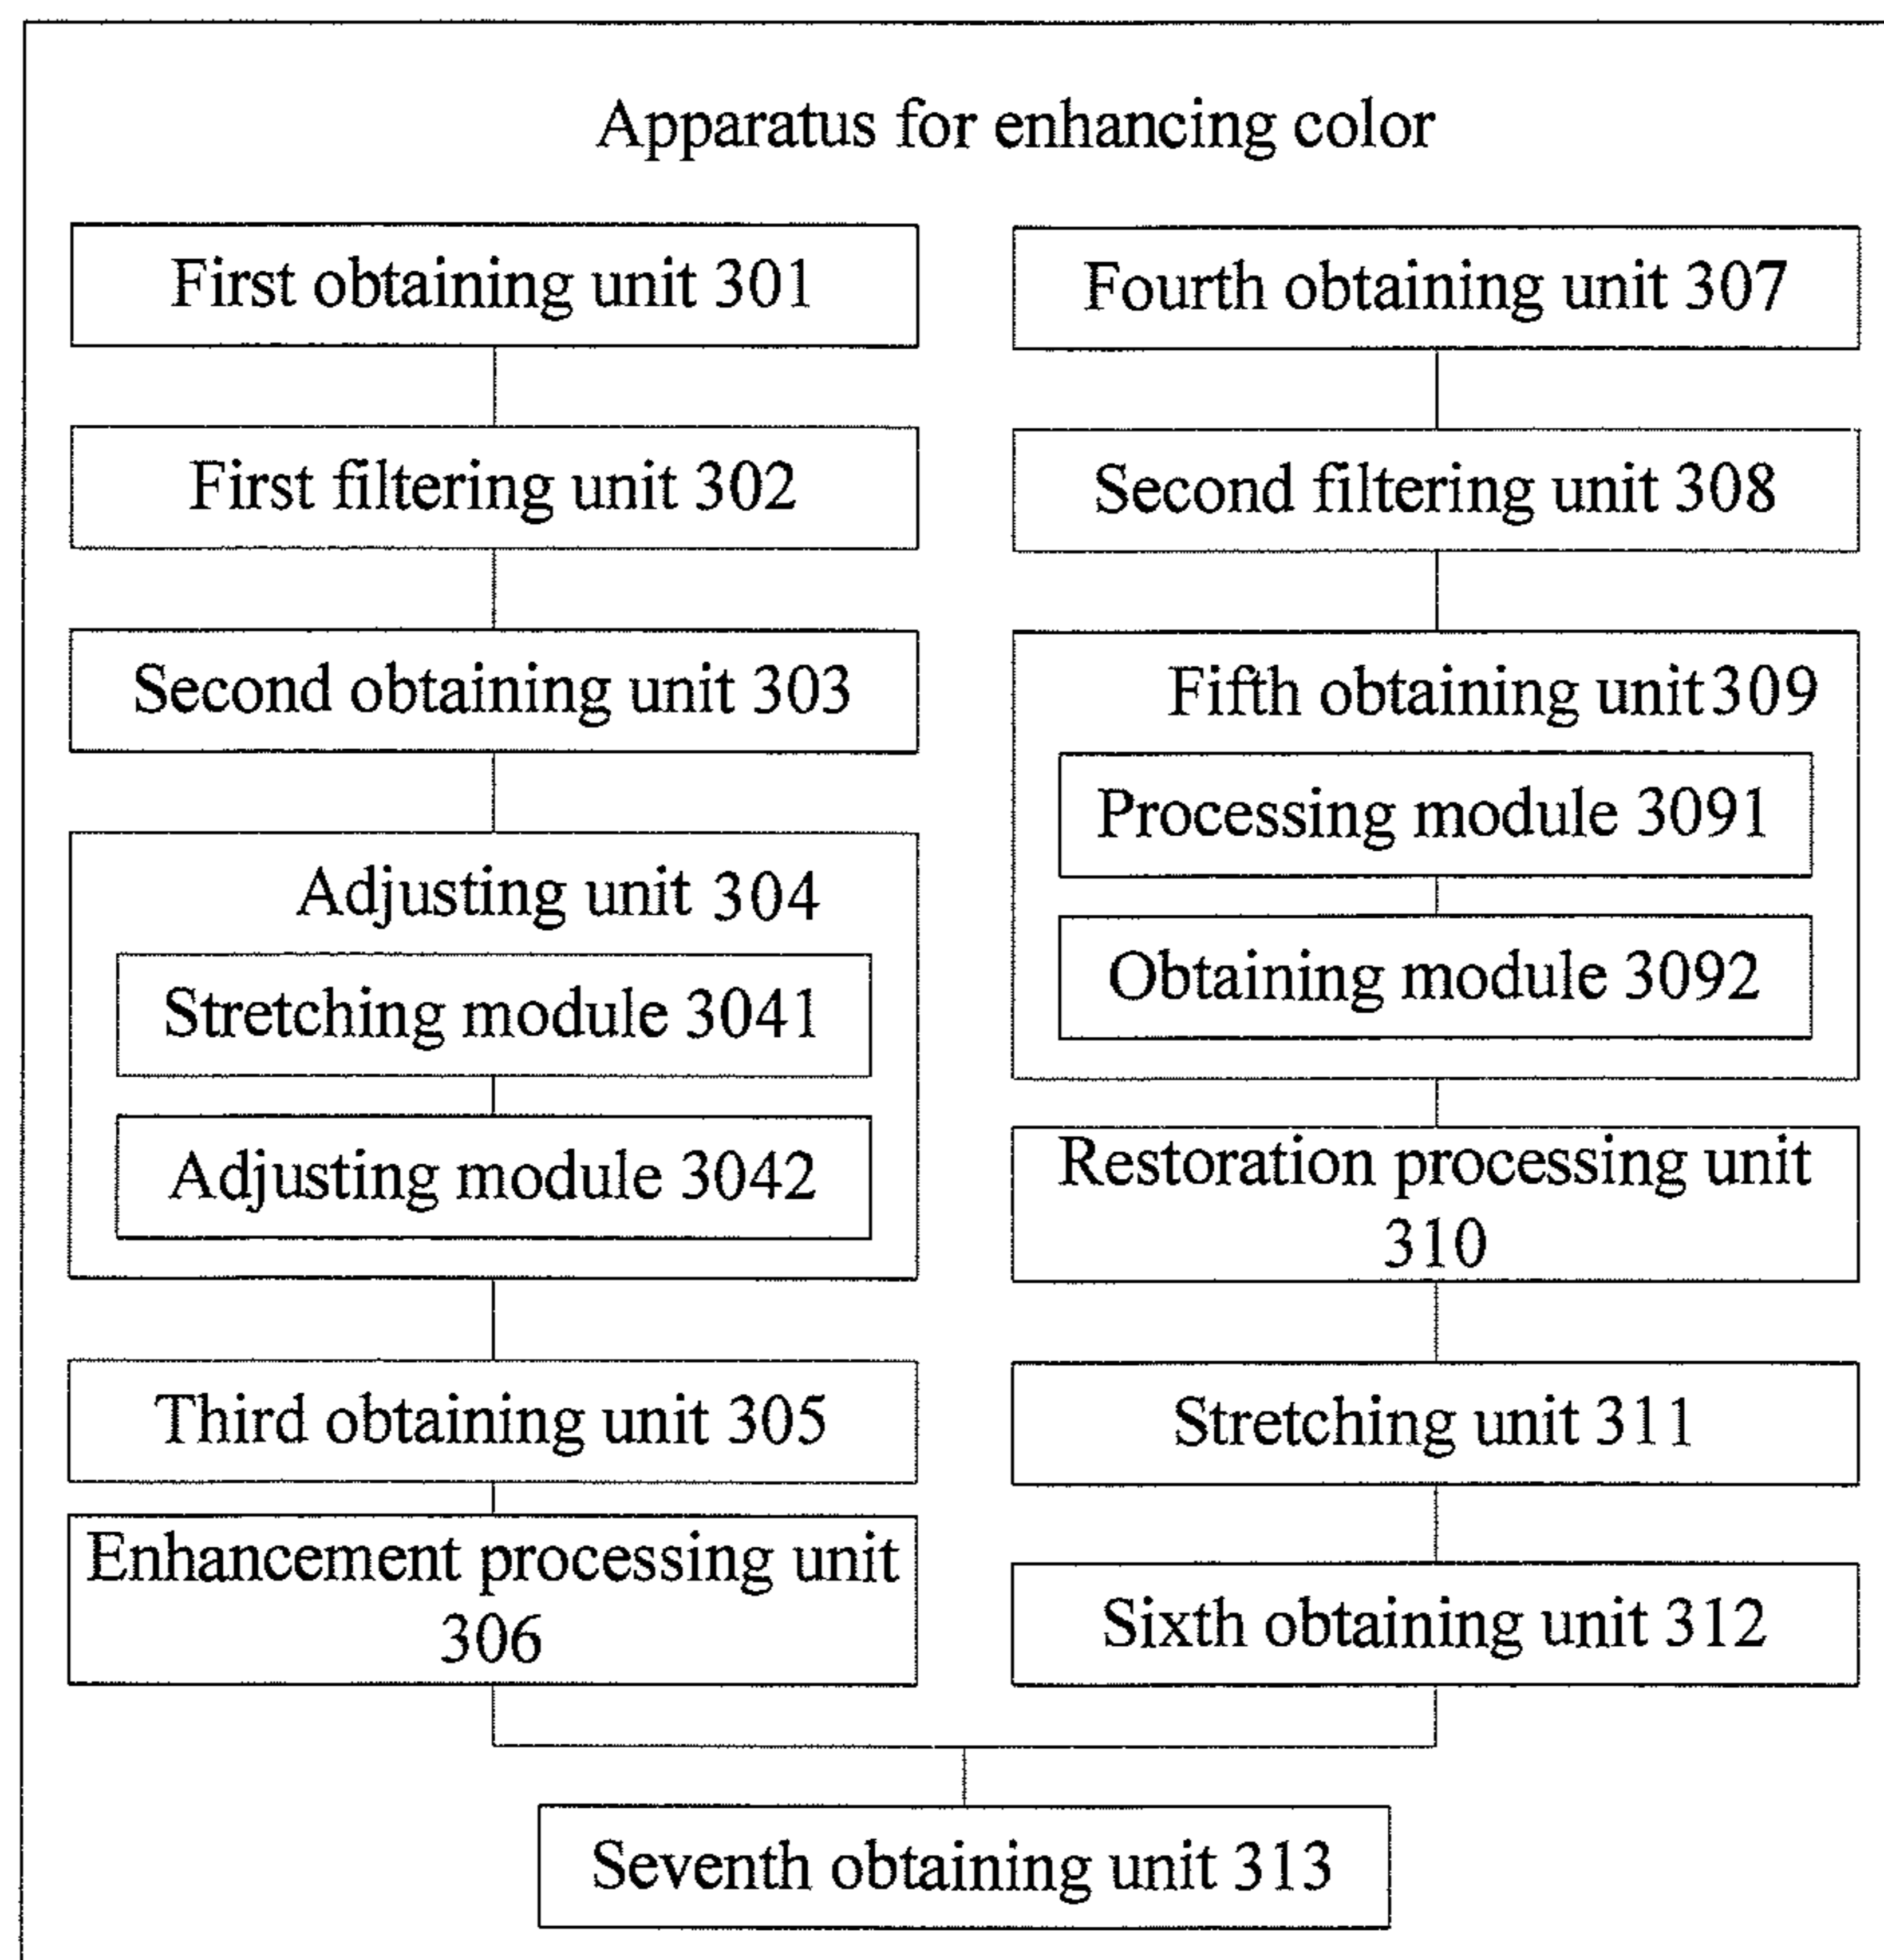 Apparatus for enhancing color
First obtaining unit 301
First filtering unit 302
Second obtaining unit 303
Adjusting unit 304
Stretching module 3041
Adjusting module 3042
Third obtaining unit 305
Enhancement processing unit
306
Fourth obtaining unit 307
Second filtering unit 308
Fifth obtaining unit 309
Processing module 3091
Obtaining module 3092
Restoration processing unit
310
Stretching unit 311
Sixth obtaining unit 312
Seventh obtaining unit 313